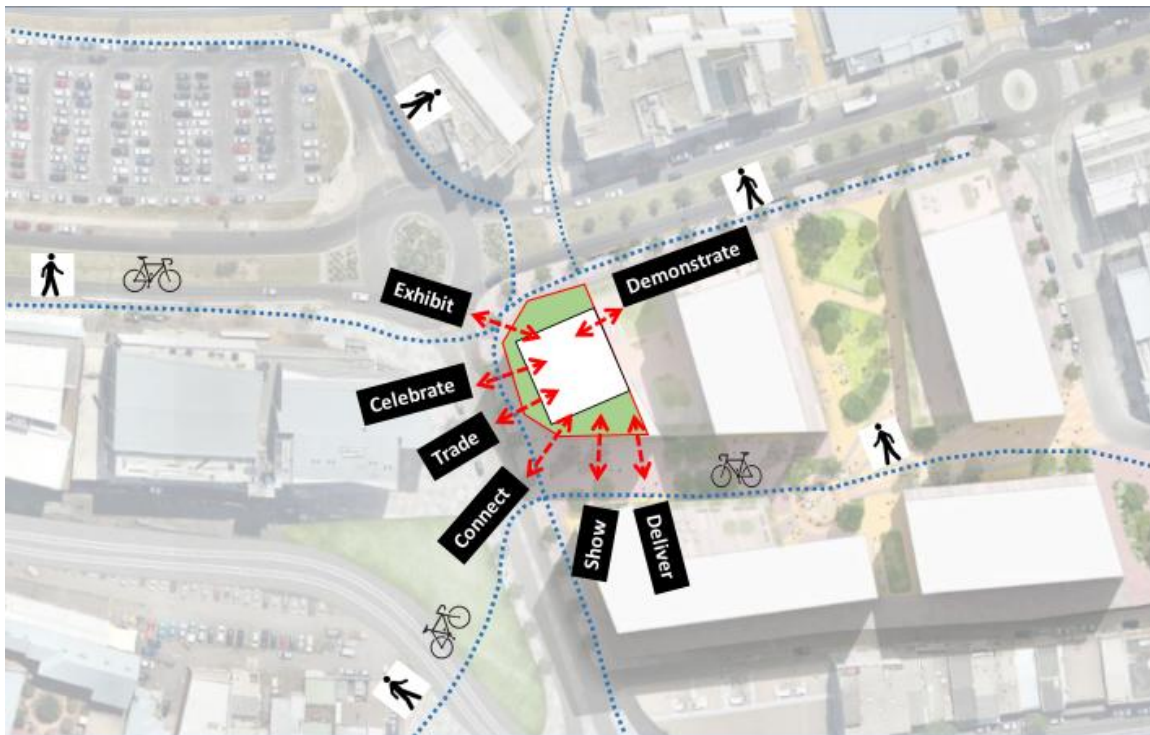 Demonstrate
Exhibit
Celebrate
Trade
Connect
Show
Deliver